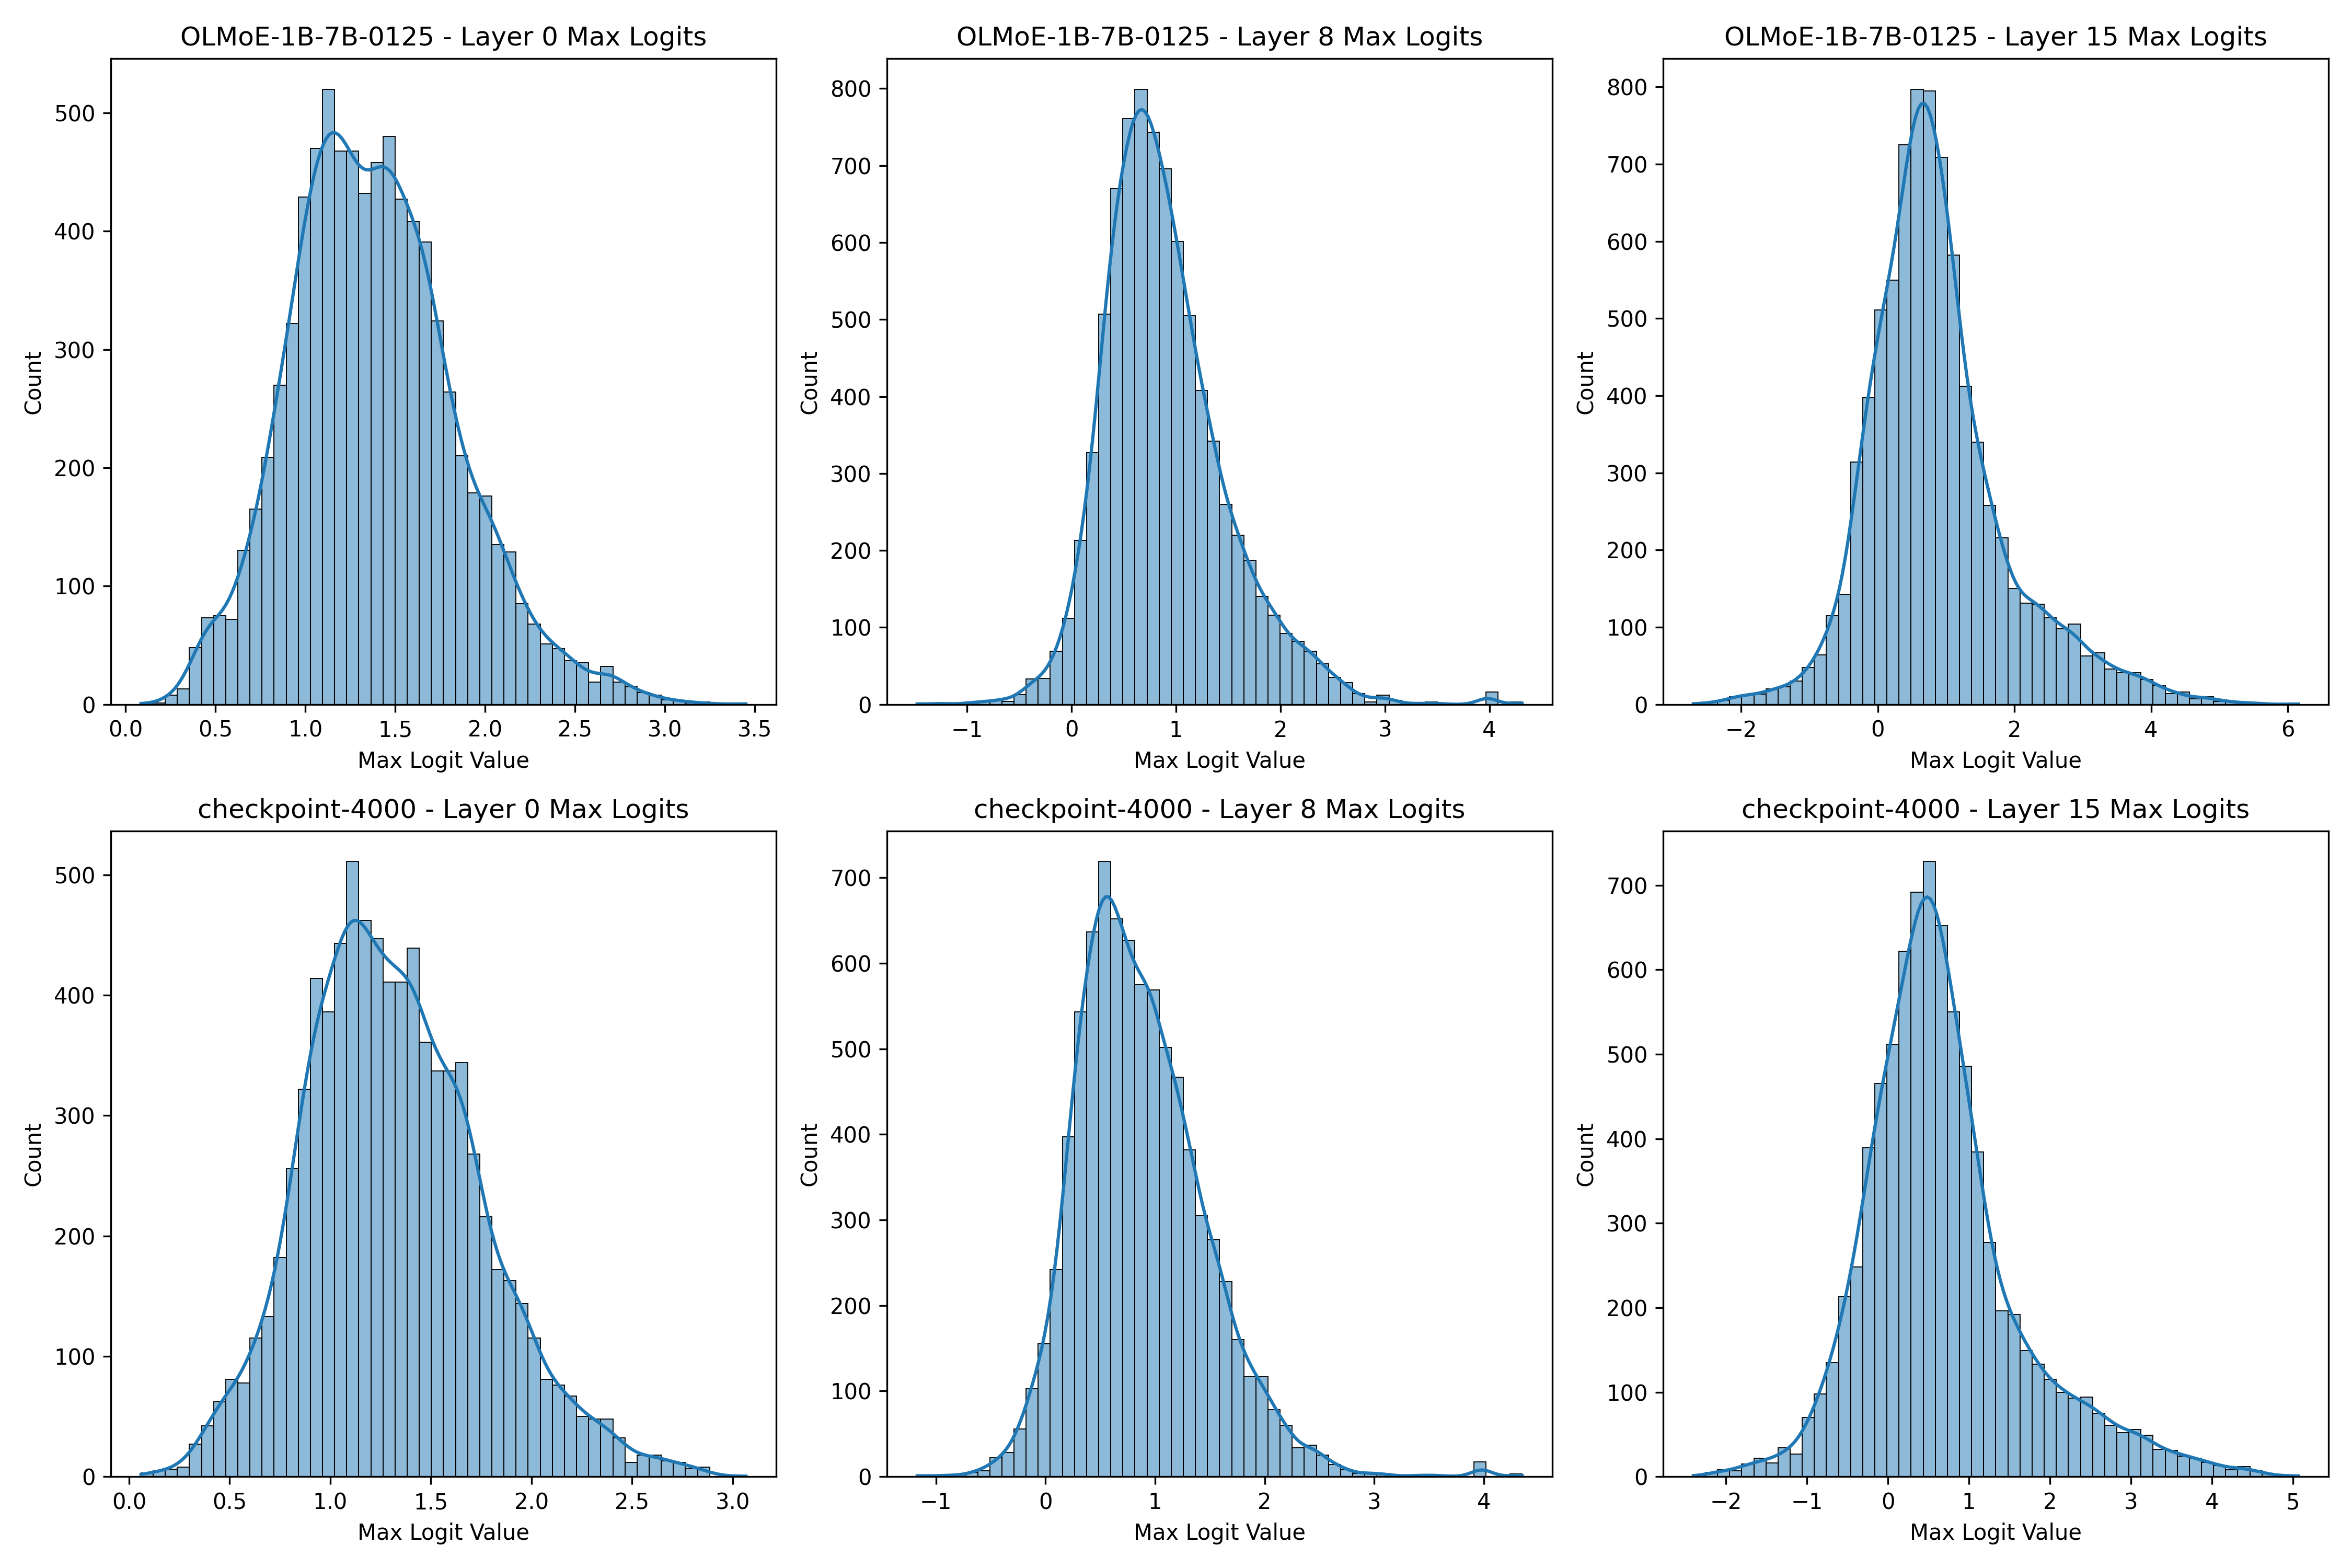 OLMoE-1B-7B-0125 - Layer 0 Max Logits
Count
500
400
300
200
100
0
0.0 0.5 1.0 1.5 2.0 2.5 3.0 3.5
Max Logit Value
OLMoE-1B-7B-0125 - Layer 8 Max Logits
Count
800
700
600
500
400
300
200
100
0
−1 0 1 2 3 4
Max Logit Value
OLMoE-1B-7B-0125 - Layer 15 Max Logits
Count
800
700
600
500
400
300
200
100
0
−2 0 2 4 6
Max Logit Value
checkpoint-4000 - Layer 0 Max Logits
Count
500
400
300
200
100
0
0.0 0.5 1.0 1.5 2.0 2.5 3.0
Max Logit Value
checkpoint-4000 - Layer 8 Max Logits
Count
700
600
500
400
300
200
100
0
−1 0 1 2 3 4
Max Logit Value
checkpoint-4000 - Layer 15 Max Logits
Count
700
600
500
400
300
200
100
0
−2 −1 0 1 2 3 4 5
Max Logit Value